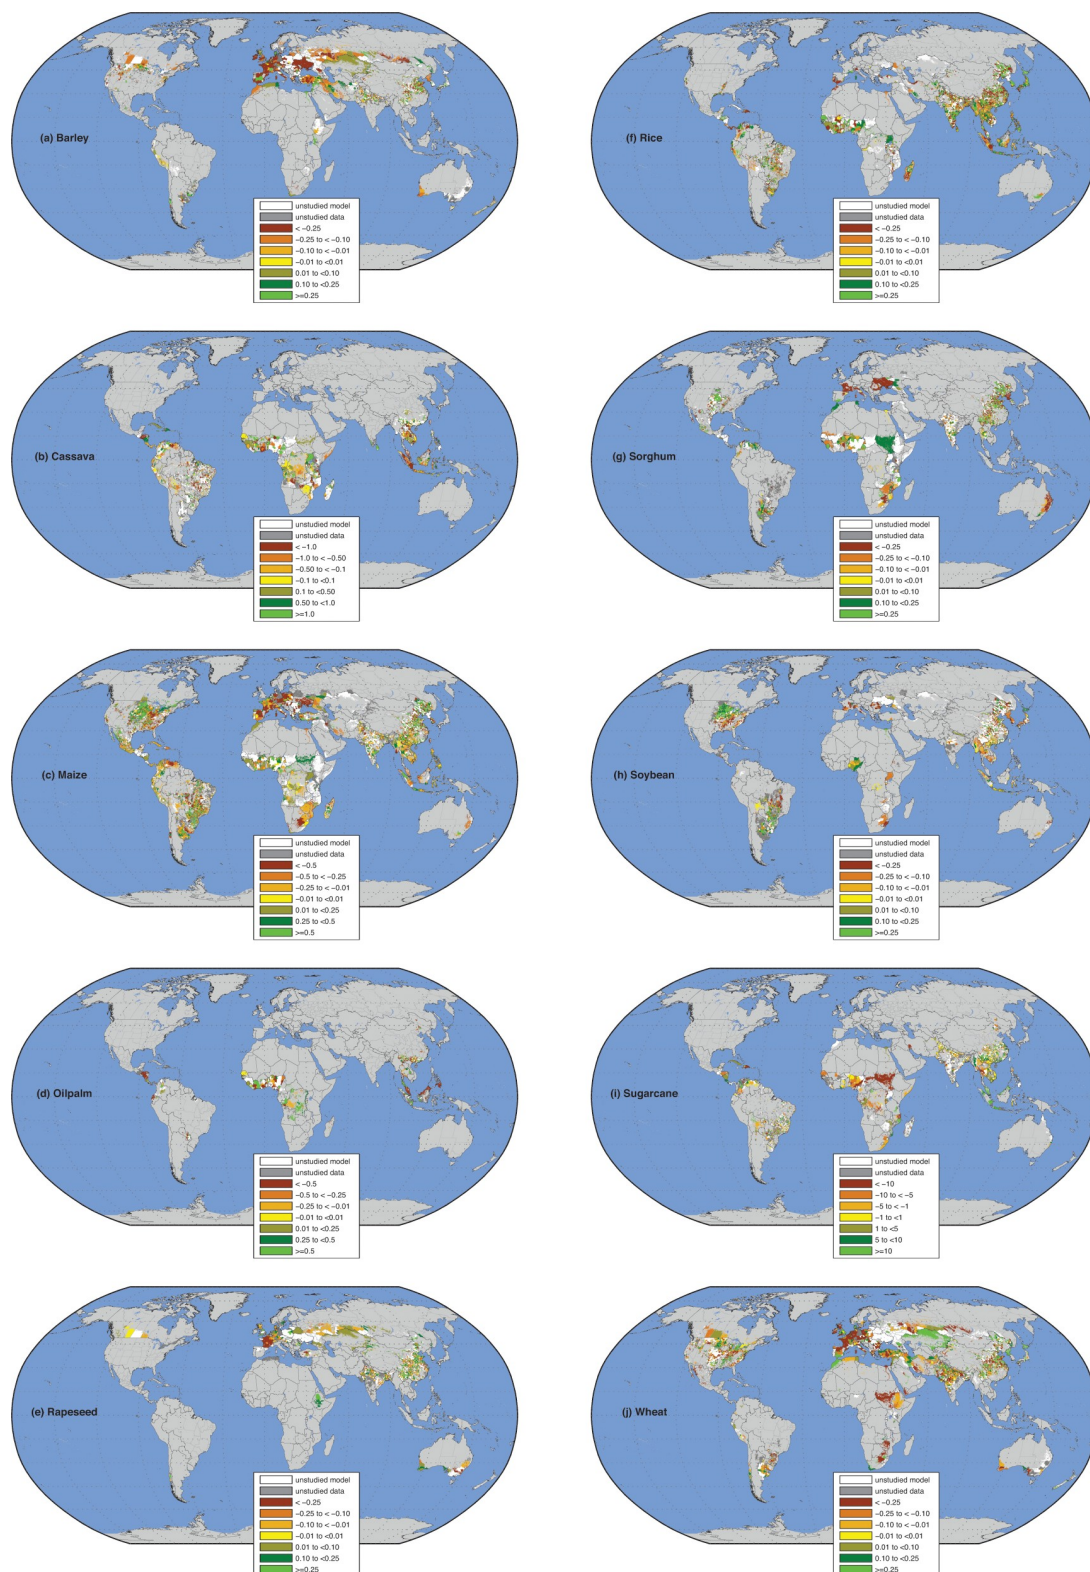 (a) Barley
unstudied model
unstudied data
< −0.25
−0.25 to < −0.10
−0.10 to < −0.01
−0.01 to <0.01
0.01 to <0.10
0.10 to <0.25
>=0.25
(f) Rice
unstudied model
unstudied data
< −0.25
−0.25 to < −0.10
−0.10 to < −0.01
−0.01 to <0.01
0.01 to <0.10
0.10 to <0.25
>=0.25
(b) Cassava
unstudied model
unstudied data
< −1.0
−1.0 to < −0.50
−0.50 to < −0.1
−0.1 to <0.1
0.1 to <0.50
0.50 to <1.0
>=1.0
(g) Sorghum
unstudied model
unstudied data
< −0.25
−0.25 to < −0.10
−0.10 to < −0.01
−0.01 to <0.01
0.01 to <0.10
0.10 to <0.25
>=0.25
(c) Maize
unstudied model
unstudied data
< −0.5
−0.5 to < −0.25
−0.25 to < −0.01
−0.01 to <0.01
0.01 to <0.25
0.25 to <0.5
>=0.5
(h) Soybean
unstudied model
unstudied data
< −0.25
−0.25 to < −0.10
−0.10 to < −0.01
−0.01 to <0.01
0.01 to <0.10
0.10 to <0.25
>=0.25
(d) Oilpalm
unstudied model
unstudied data
< −0.5
−0.5 to < −0.25
−0.25 to < −0.01
−0.01 to <0.01
0.01 to <0.25
0.25 to <0.5
>=0.5
(i) Sugarcane
unstudied model
unstudied data
< −10
−10 to < −5
−5 to < −1
−1 to <1
1 to <5
5 to <10
>=10
(e) Rapeseed
unstudied model
unstudied data
< −0.25
−0.25 to < −0.10
−0.10 to < −0.01
−0.01 to <0.01
0.01 to <0.10
0.10 to <0.25
>=0.25
(j) Wheat
unstudied model
unstudied data
< −0.25
−0.25 to < −0.10
−0.10 to < −0.01
−0.01 to <0.01
0.01 to <0.10
0.10 to <0.25
>=0.25